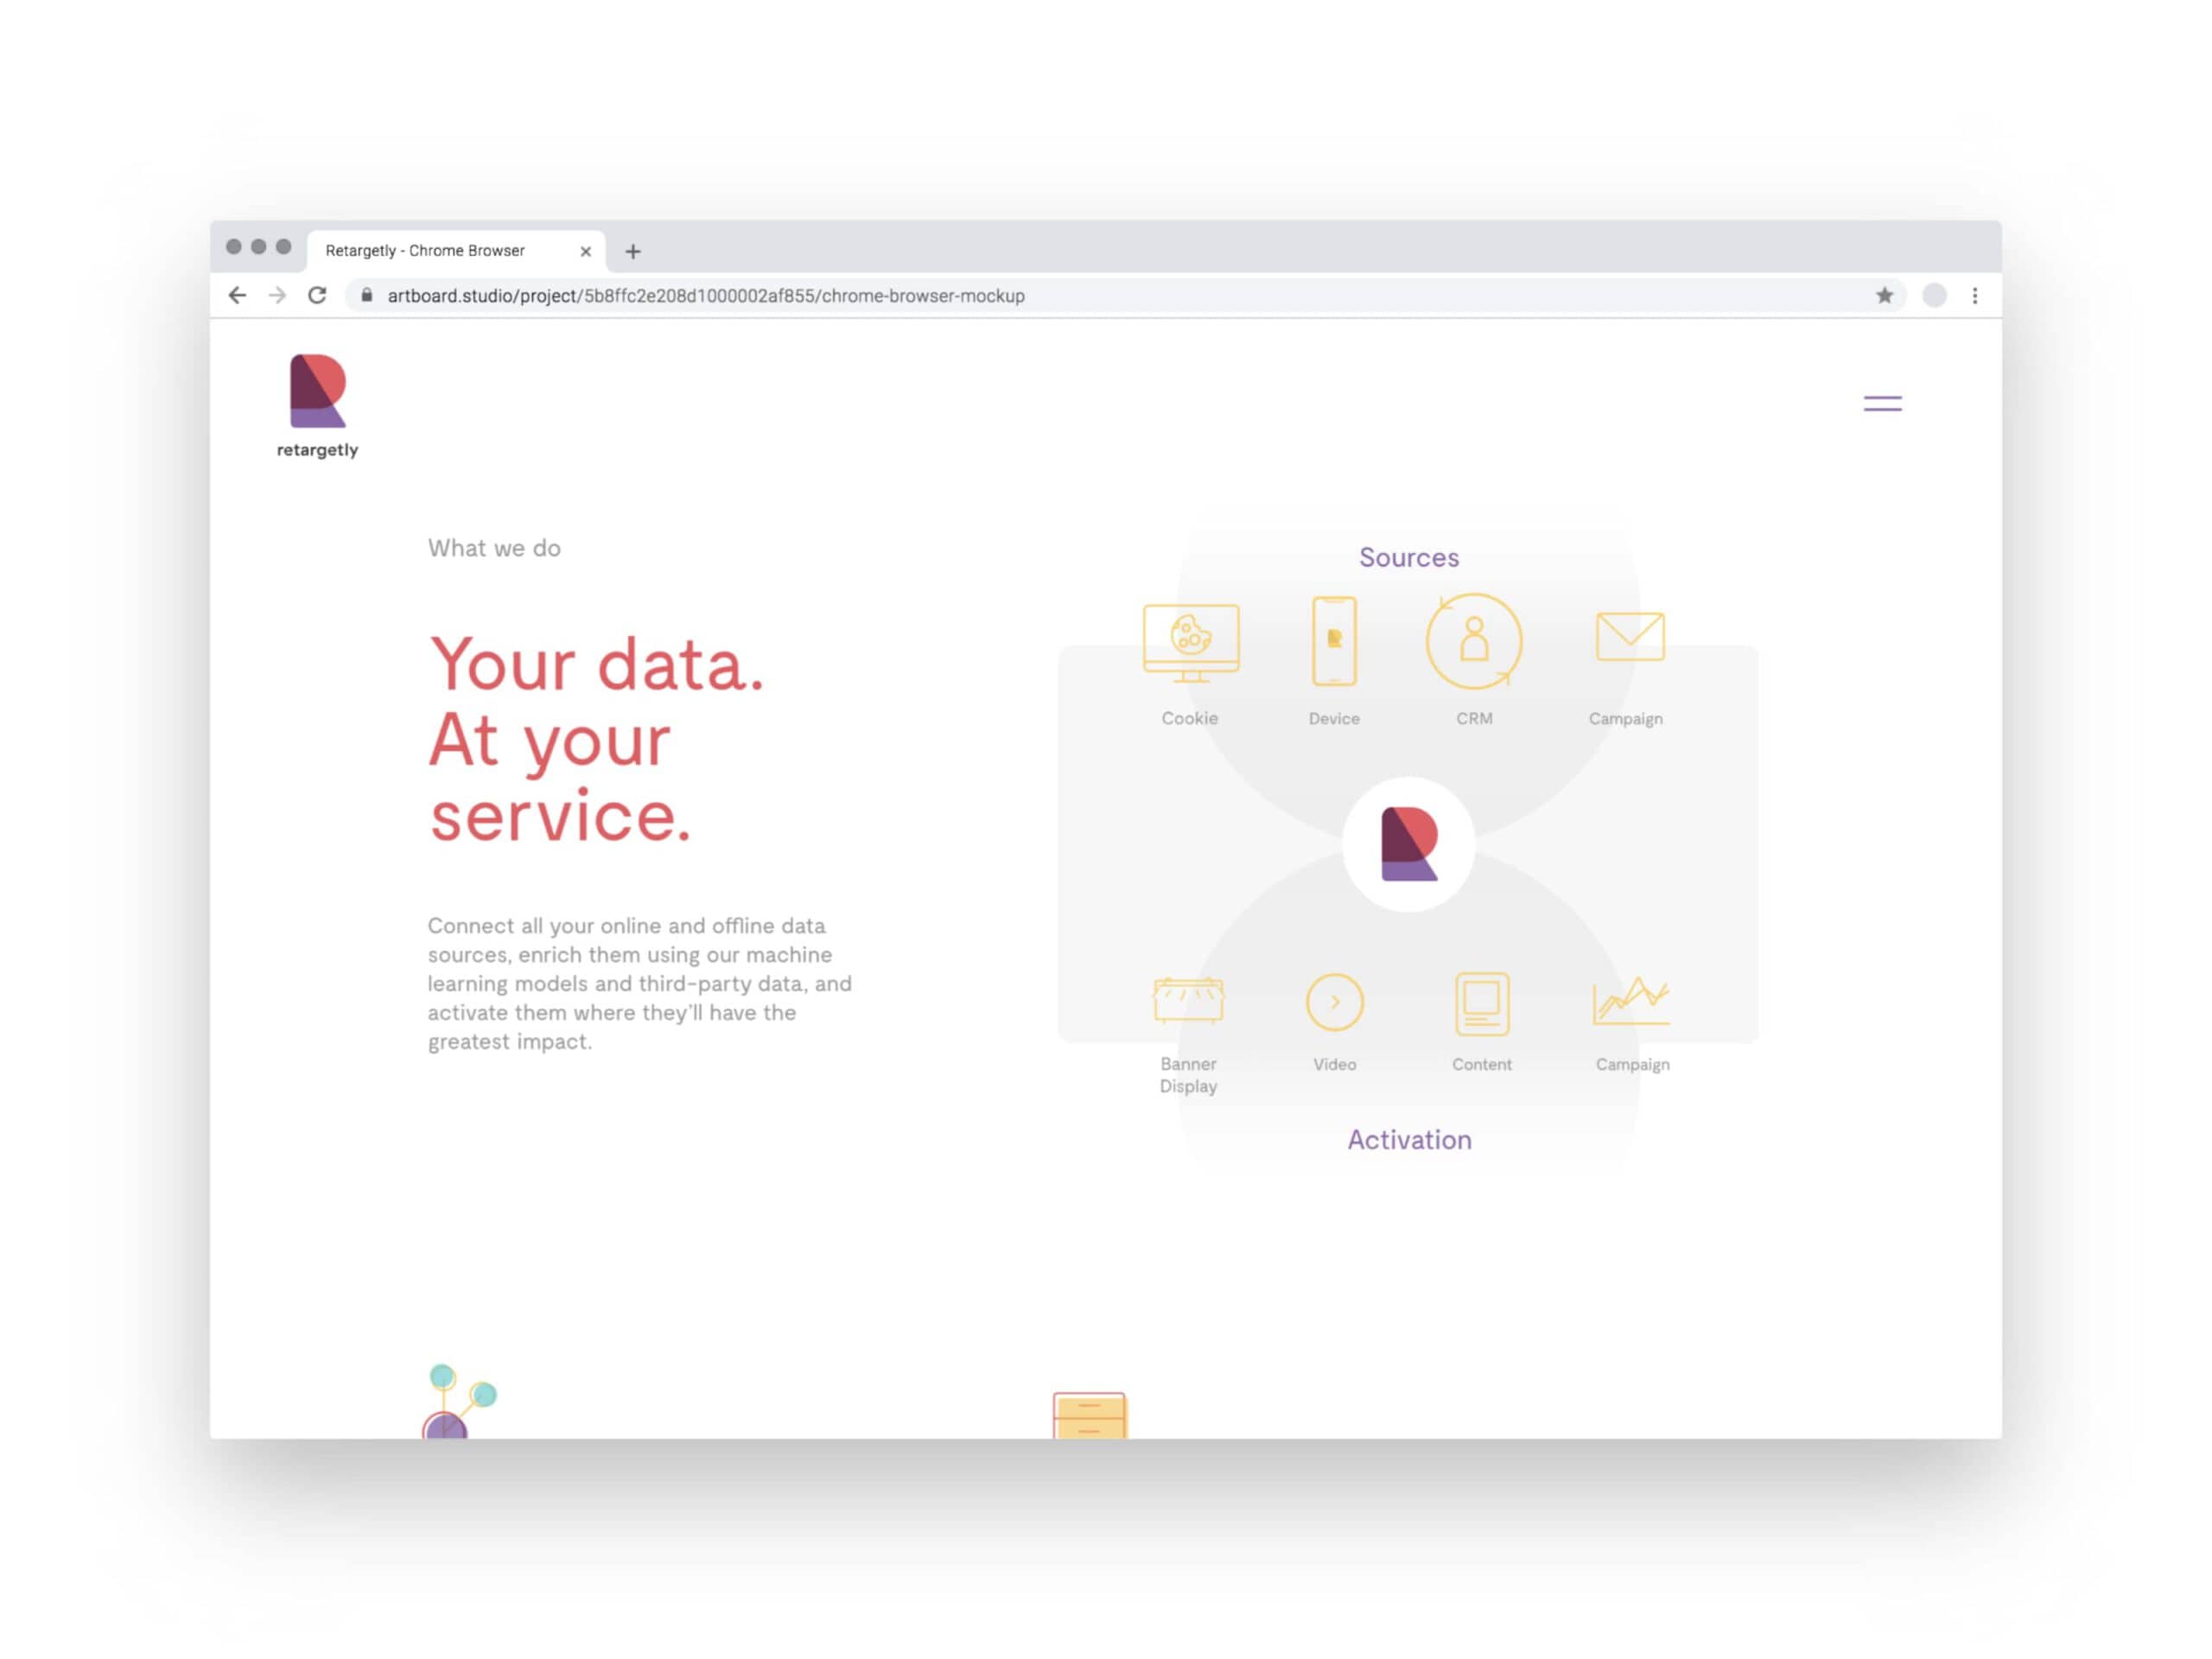 Retargetly - Chrome Browser
artboard.studio/project/5b8ffc2e208d1000002af855/chrome-browser-mockup
retargetly
What we do
Your data.
At your
service.
Connect all your online and offline data
sources, enrich them using our machine
learning models and third-party data, and
activate them where they’ll have the
greatest impact.
Sources
Cookie
Device
CRM
Campaign
Banner
Display
Video
Content
Campaign
Activation